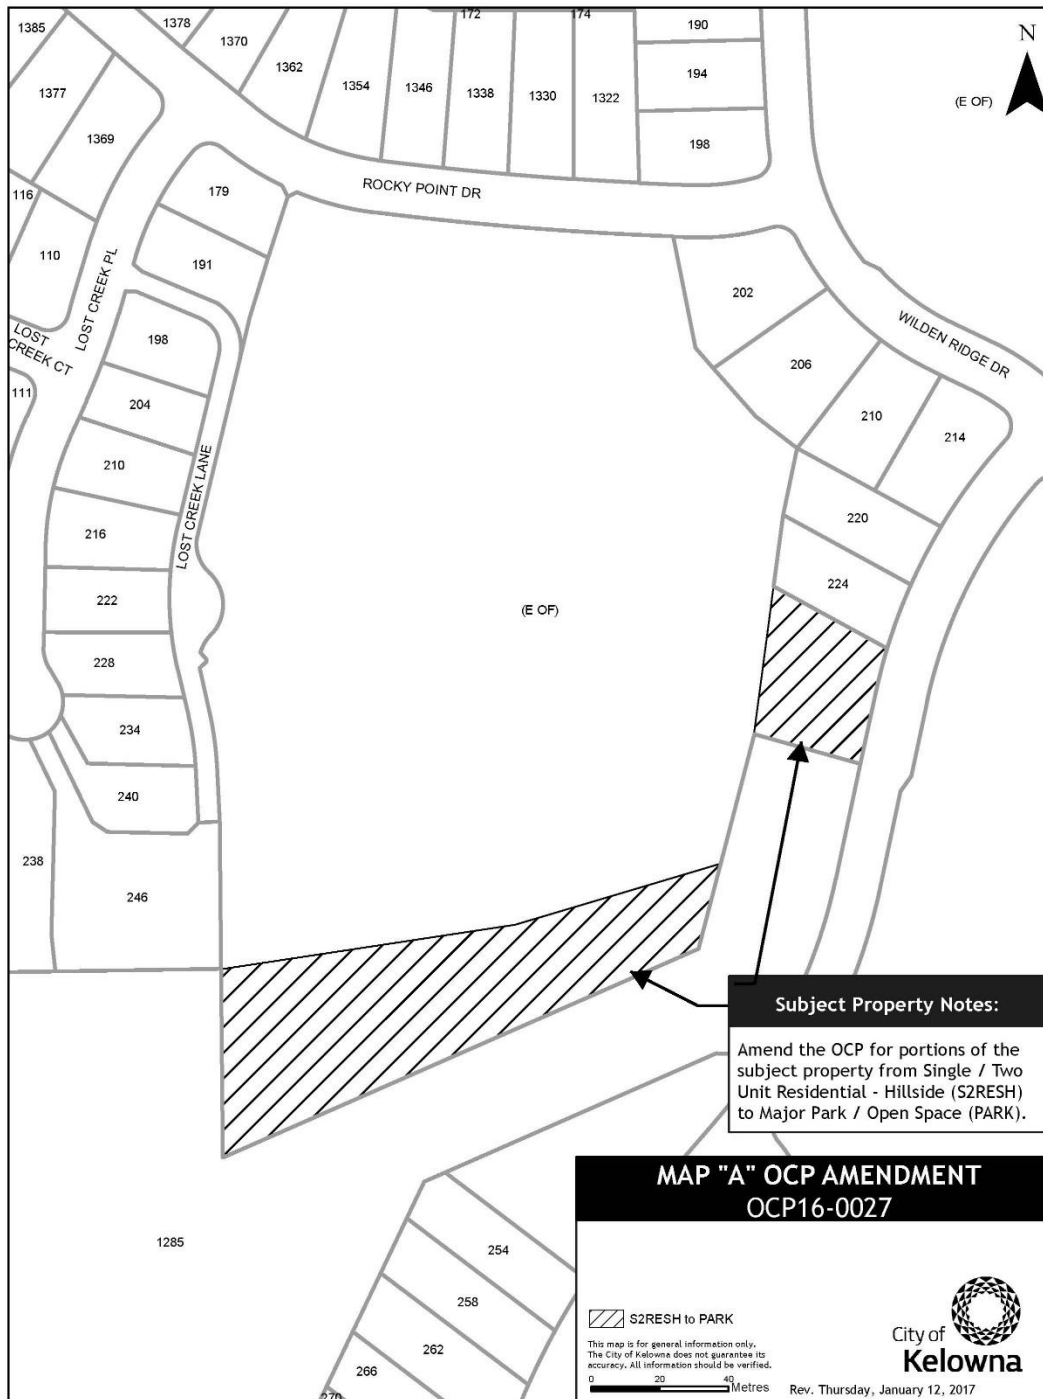 1385
1378
1370
1362
1354
1346
172
1338
1330
174
1322
190
194
198
N
(E OF)
1377
1369
116
110
179
191
ROCKY POINT DR
LOST CREEK PL
LOST
CREEK CT
111
198
204
210
216
222
228
234
240
238
246
LOST CREEK LANE
(E OF)
202
206
210
214
220
224
WILDEN RIDGE DR
Subject Property Notes:
Amend the OCP for portions of the
subject property from Single / Two
Unit Residential - Hillside (S2RESH)
to Major Park / Open Space (PARK).
1285
254
258
262
266
270
MAP "A" OCP AMENDMENT
OCP16-0027
S2RESH to PARK
This map is for general information only.
The City of Kelowna does not guarantee its
accuracy. All information should be verified.
0 20 40
Metres
City of
Kelowna
Rev. Thursday, January 12, 2017